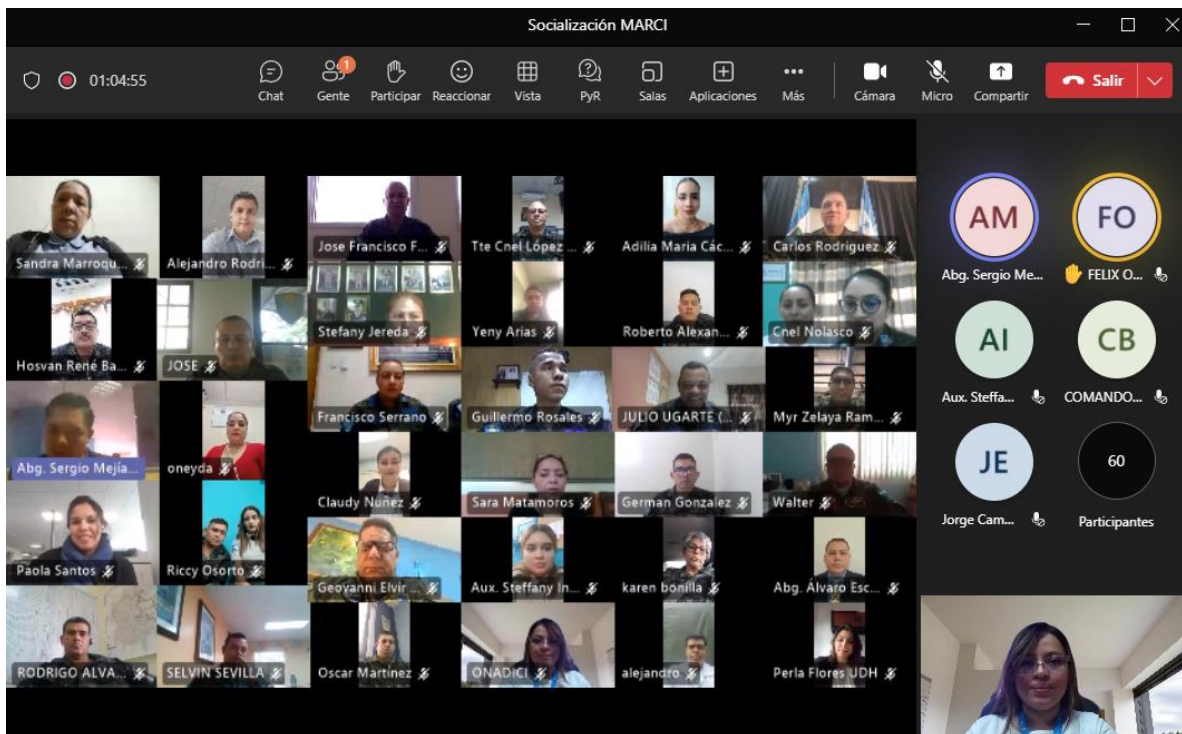 Socialización MARCI
01:04:55
Chat
1
Gente
Participar
Reaccionar
Vista
PyR
Salas
Aplicaciones
Más
Cámara
Micro
Compartir
Salir
Sandra Marroqu...
Alejandro Rodri...
Jose Francisco F...
Tte Cnel López ...
Adilia Maria Các...
Carlos Rodriguez
Hosvan René Ba...
JOSE
Stefany Jereda
Yeny Arias
Roberto Alexan...
Cnel Nolasco
Abg. Sergio Mejía...
oneyda
Francisco Serrano
Guillermo Rosales
JULIO UGARTE (...
Myr Zelaya Ram...
Paola Santos
Riccy Osorto
Claudy Nuñez
Sara Matamoros
German Gonzalez
Walter
RODRIGO ALVA...
SELVIN SEVILLA
Geovanni Elvir ...
Aux. Steffany In...
karen bonilla
Abg. Álvaro Esc...
Oscar Martínez
ONADICI
alejandro
Perla Flores UDH
AM
Abg. Sergio Me...
FO
FELIX O...
AI
Aux. Steffa...
CB
COMANDO...
JE
Jorge Cam...
60
Participantes